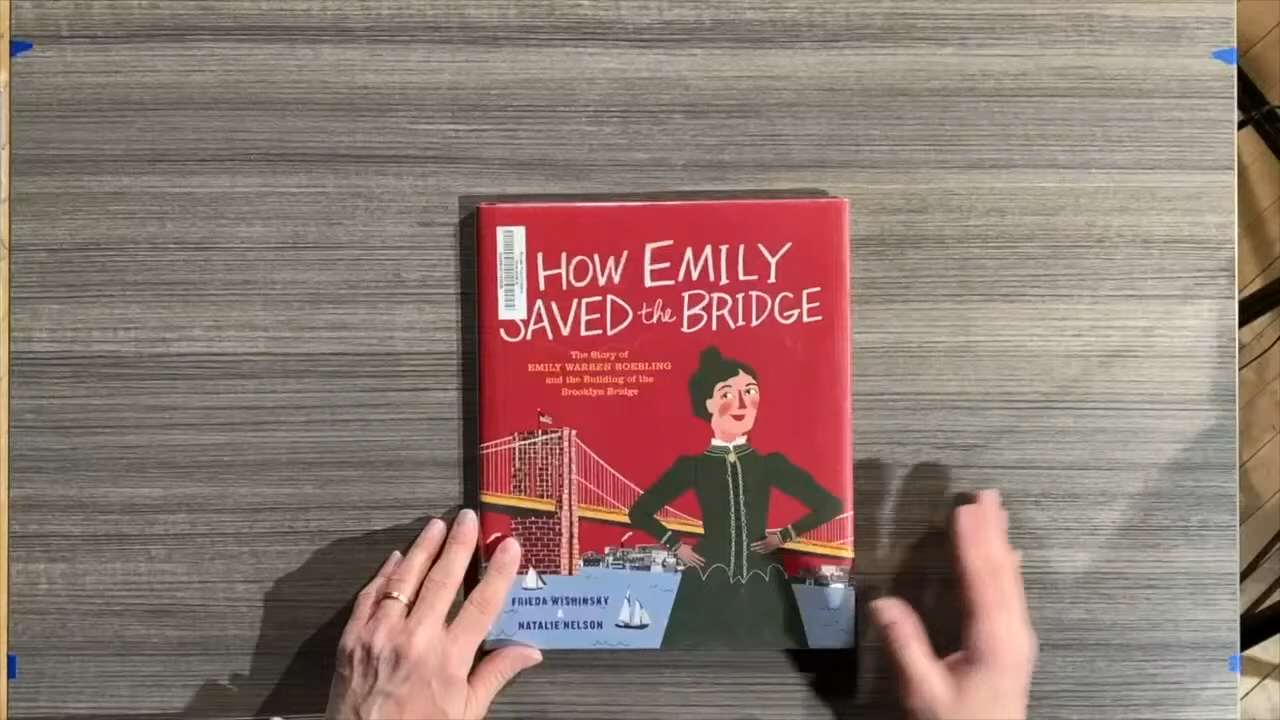 HOW EMILY
SAVED the BRIDGE
The Story of
EMILY WARREN ROEBLING
and the Building of the
Brooklyn Bridge
FRIEDA WISHINSKY
&
NATALIE NELSON